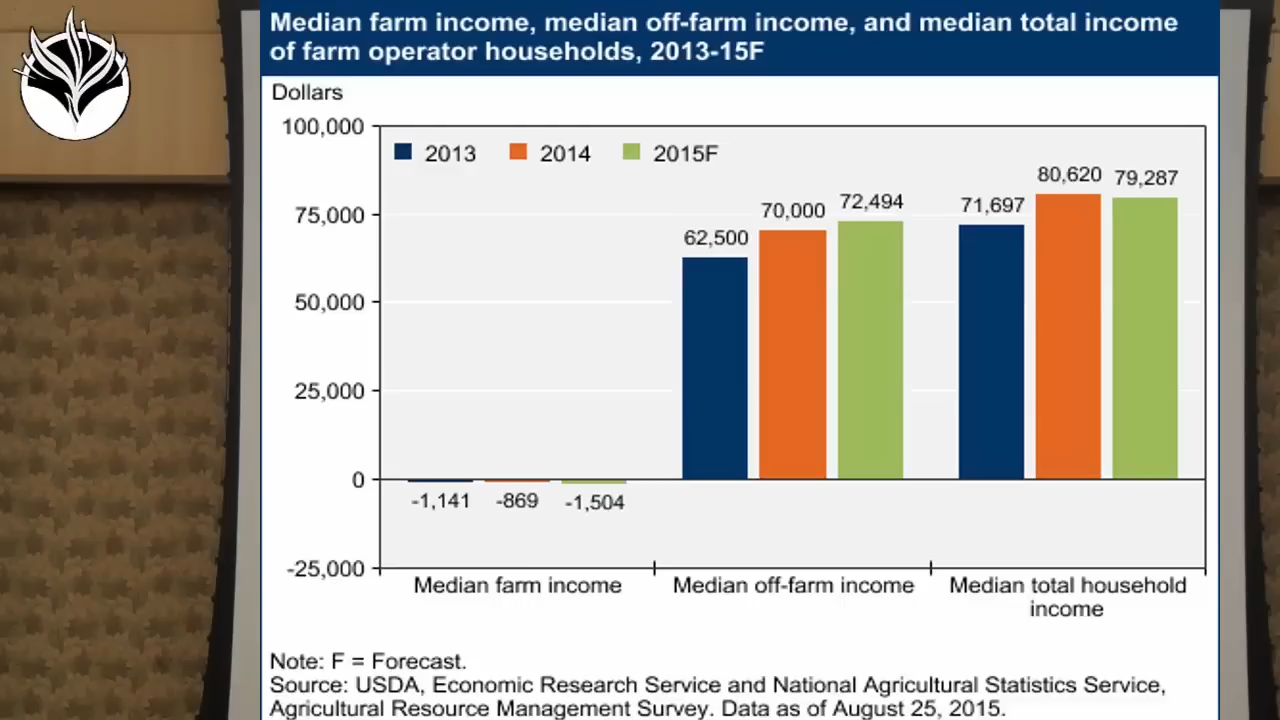 Median farm income, median off-farm income, and median total income
of farm operator households, 2013-15F
Dollars
100,000
75,000
50,000
25,000
0
-25,000
2013 2014 2015F
-1,141 -869 -1,504
62,500 70,000 72,494
71,697 80,620 79,287
Median farm income
Median off-farm income
Median total household
income
Note: F = Forecast.
Source: USDA, Economic Research Service and National Agricultural Statistics Service,
Agricultural Resource Management Survey. Data as of August 25, 2015.